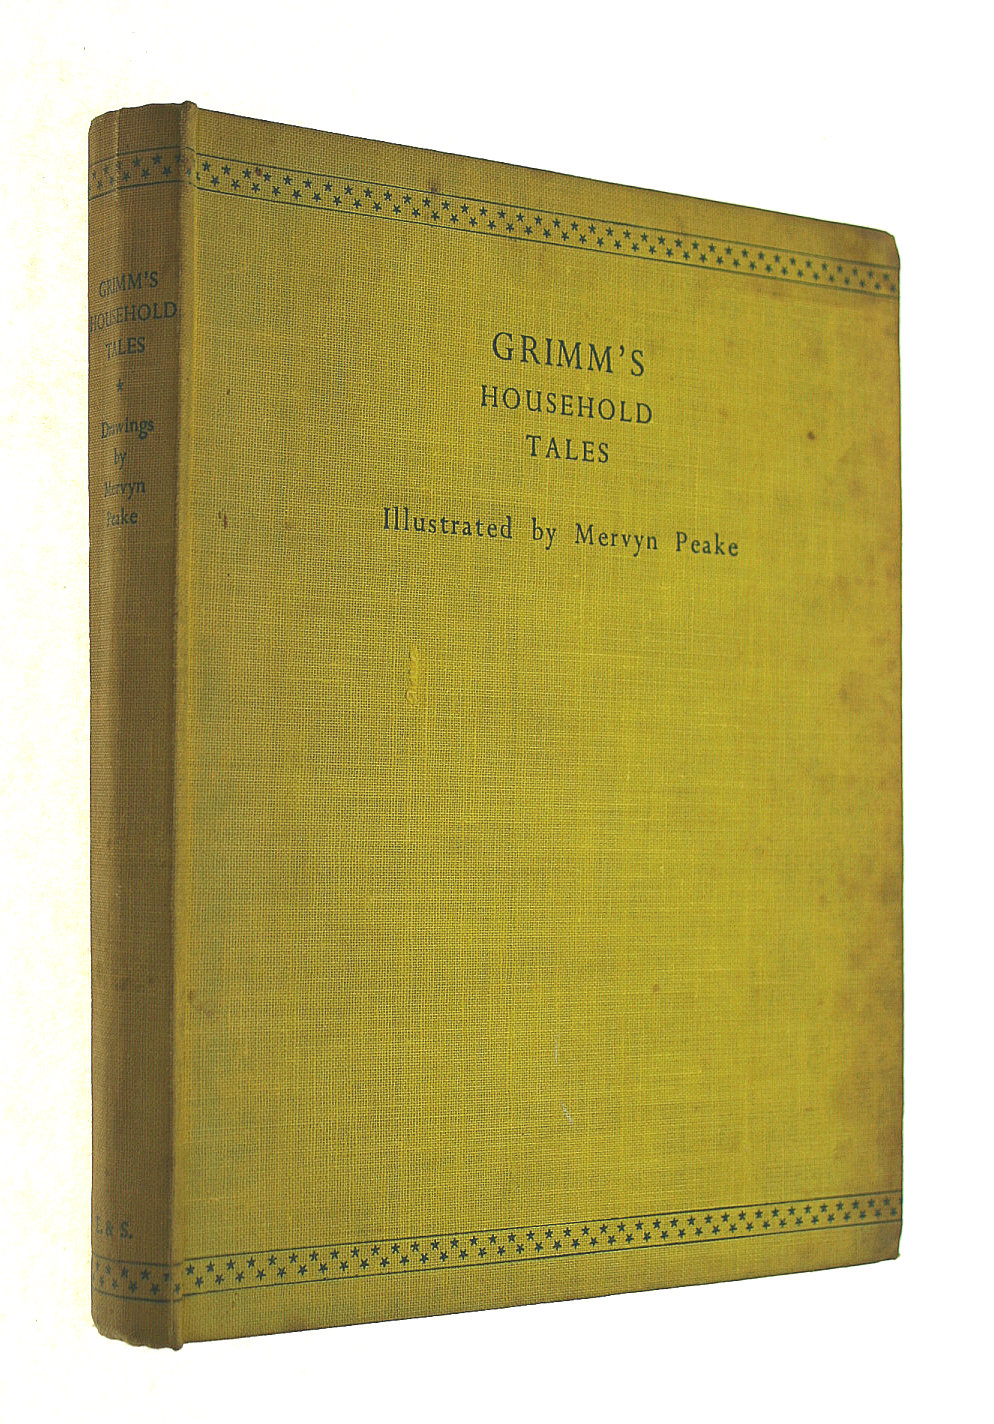 GRIMM'S
HOUSEHOLD
TALES
Drawings
by
Mervyn
Peake
& S.
GRIMM'S
HOUSEHOLD
TALES
Illustrated by Mervyn Peake